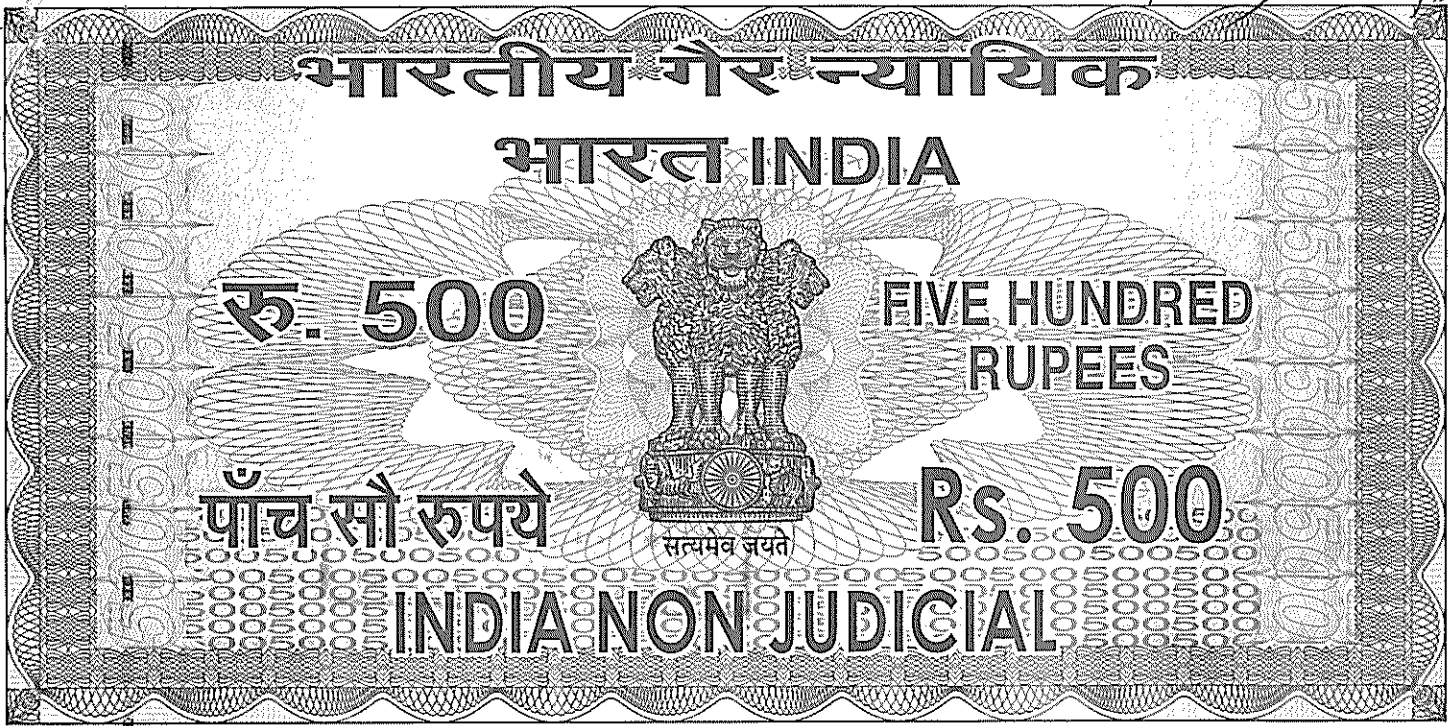 भारतीय गैर न्यायिक
भारत INDIA
रु. 500
FIVE HUNDRED
RUPEES
पाँच सौ रुपये
Rs. 500
सत्यमेव जयते
INDIA NON JUDICIAL